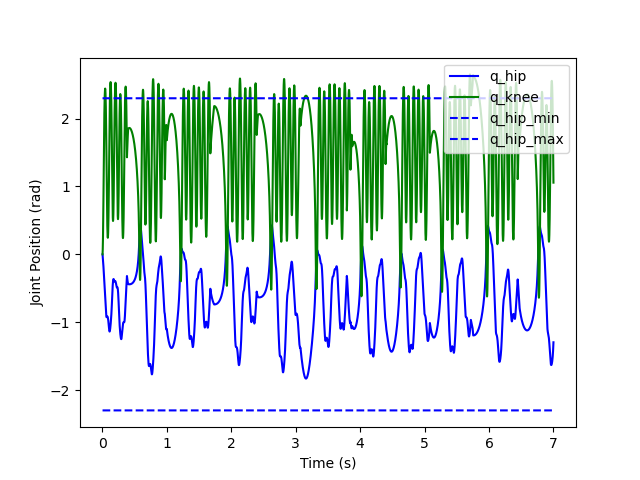 q_hip
q_knee
q_hip_min
q_hip_max
2
1
0
−1
−2
Joint Position (rad)
0 1 2 3 4 5 6 7
Time (s)